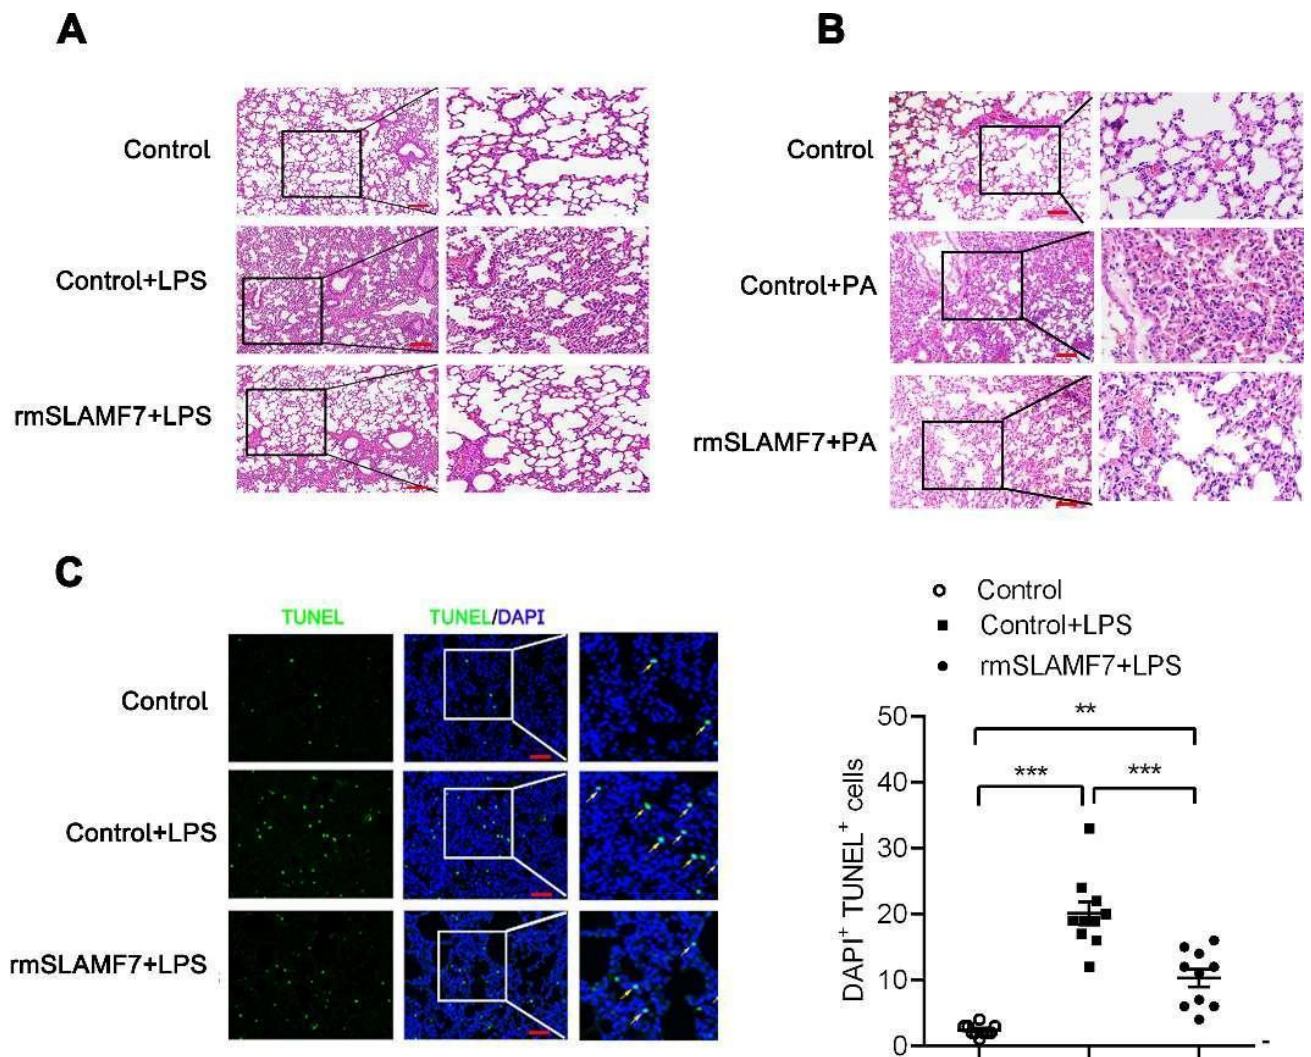 A
Control
Control+LPS
rmSLAMF7+LPS
B
Control
Control+PA
rmSLAMF7+PA
C
TUNEL
TUNEL/DAPI
Control
Control+LPS
rmSLAMF7+LPS
Control
Control+LPS
rmSLAMF7+LPS
DAPI+ TUNEL+ cells
50
40
30
20
10
0
**
***
***